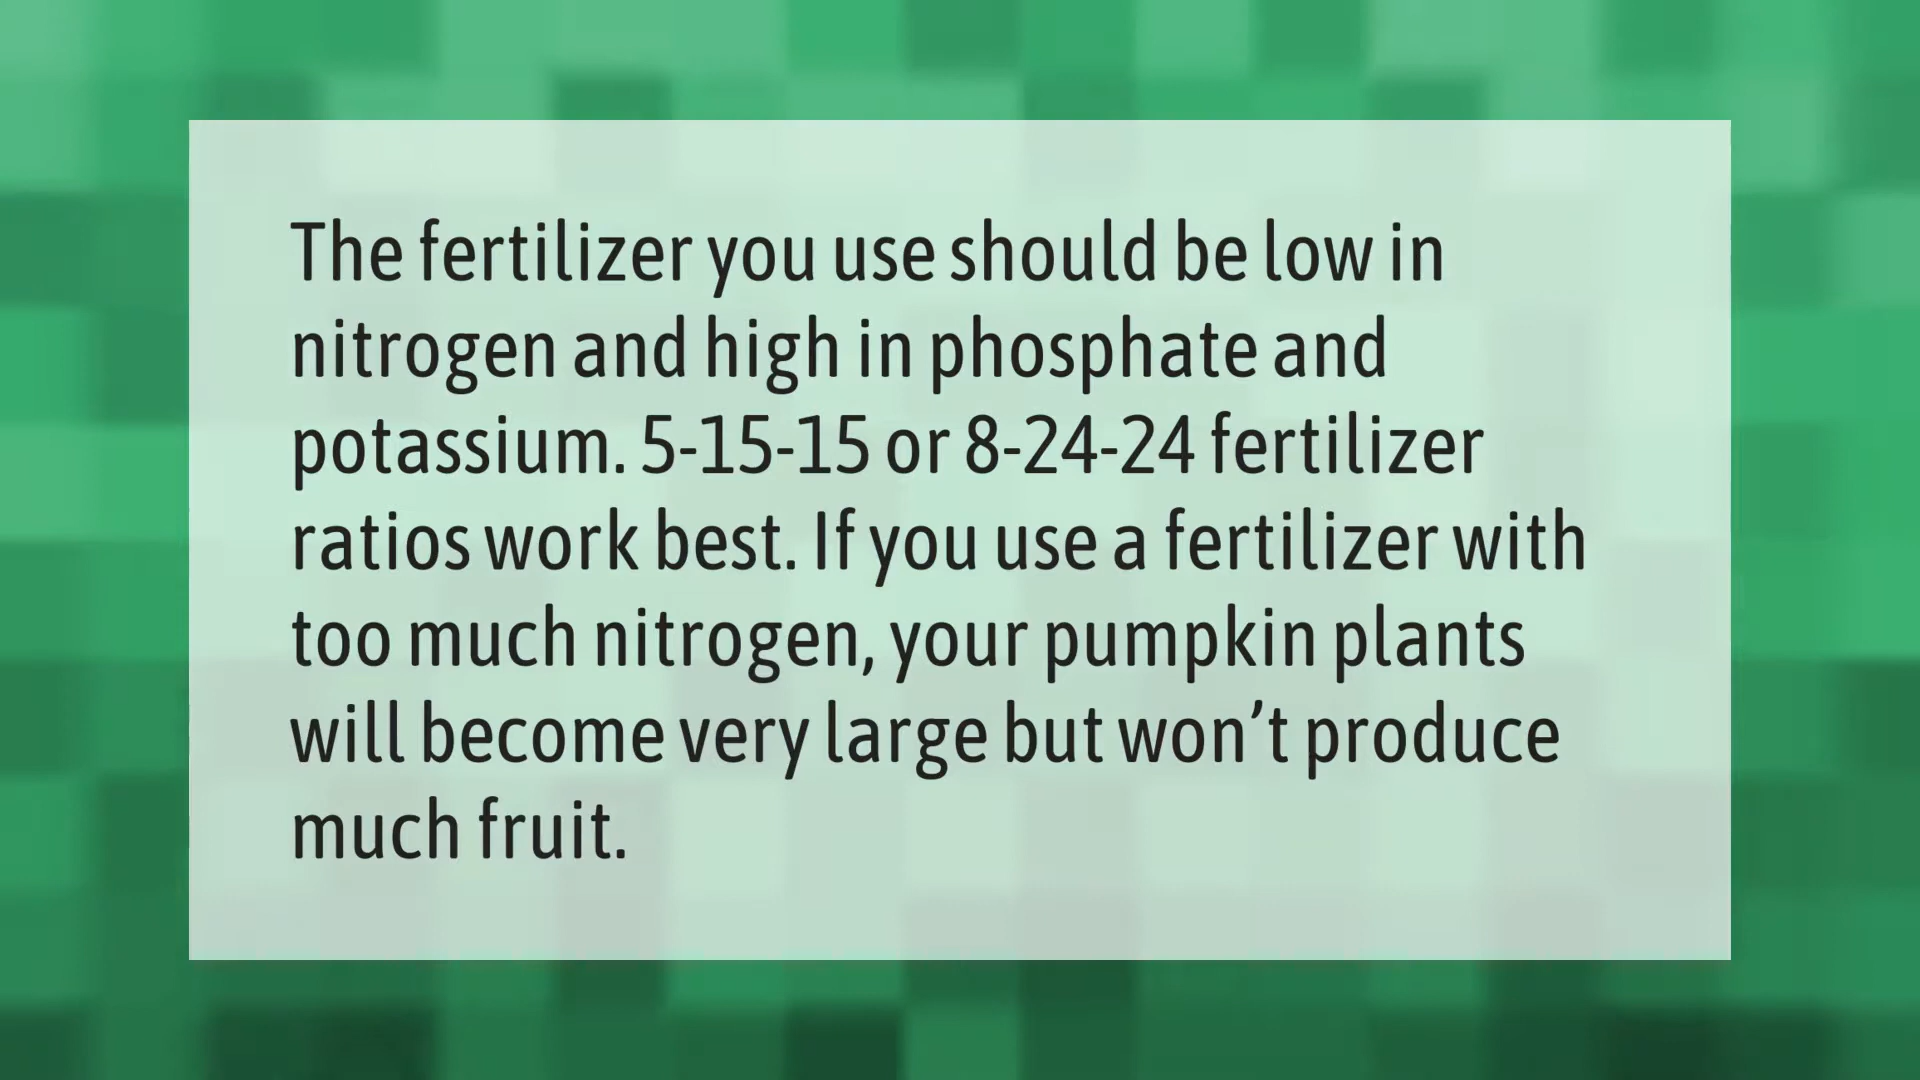 The fertilizer you use should be low in
nitrogen and high in phosphate and
potassium. 5-15-15 or 8-24-24 fertilizer
ratios work best. If you use a fertilizer with
too much nitrogen, your pumpkin plants
will become very large but won’t produce
much fruit.